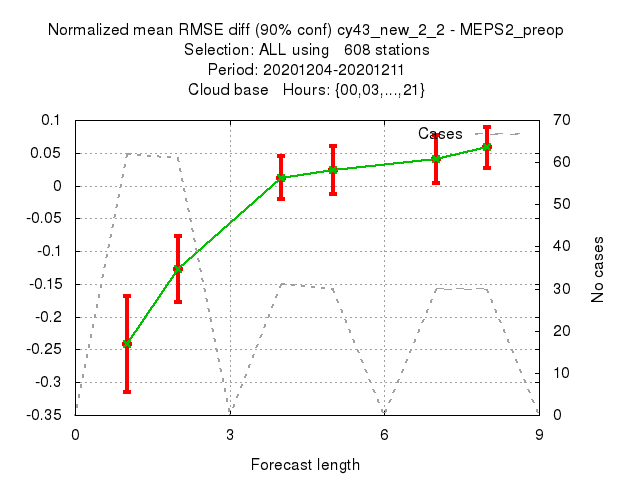 Normalized mean RMSE diff (90% conf) cy43_new_2_2 - MEPS2_preop
Selection: ALL using 608 stations
Period: 20201204-20201211
Cloud base Hours: {00,03,...,21}
Cases
0.1
0.05
0
-0.05
-0.1
-0.15
-0.2
-0.25
-0.3
-0.35
70
60
50
40
30
20
10
0
No cases
0 3 6 9
Forecast length